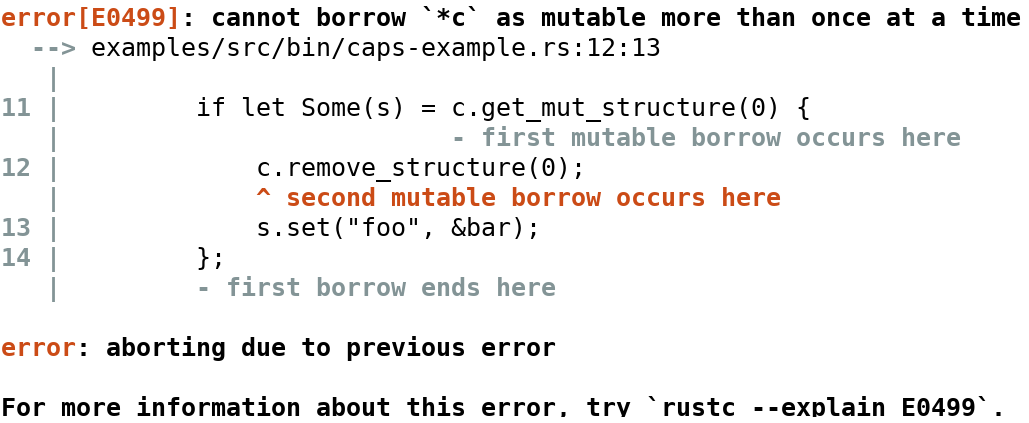 error[E0499]: cannot borrow `*c` as mutable more than once at a time
  --> examples/src/bin/caps-example.rs:12:13
   |
11 |         if let Some(s) = c.get_mut_structure(0) {
   |                          - first mutable borrow occurs here
12 |             c.remove_structure(0);
   |             ^ second mutable borrow occurs here
13 |             s.set("foo", &bar);
14 |         };
   |         - first borrow ends here

error: aborting due to previous error

For more information about this error, try `rustc --explain E0499`.